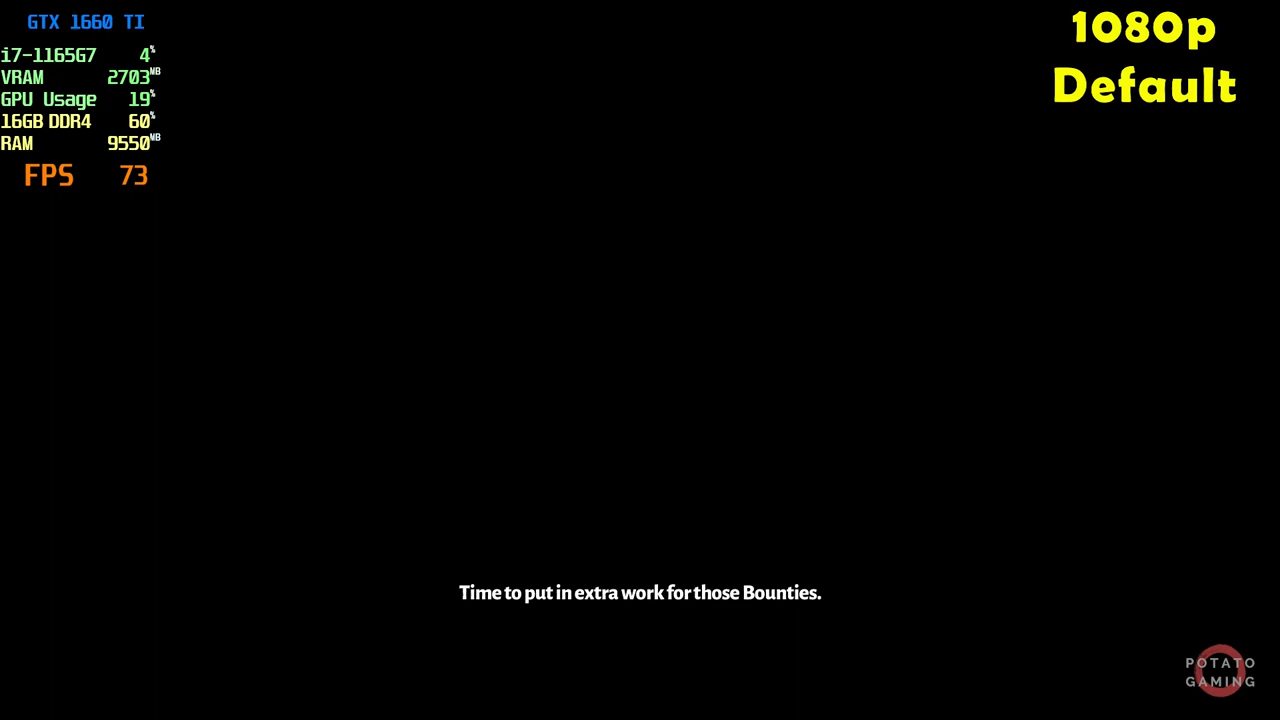 GTX 1660 TI
i7-1165G7 4%
VRAM 2703MB
GPU Usage 19%
16GB DDR4 60%
RAM 9550MB
FPS 73
1080p
Default
Time to put in extra work for those Bounties.
POTATO
GAMING